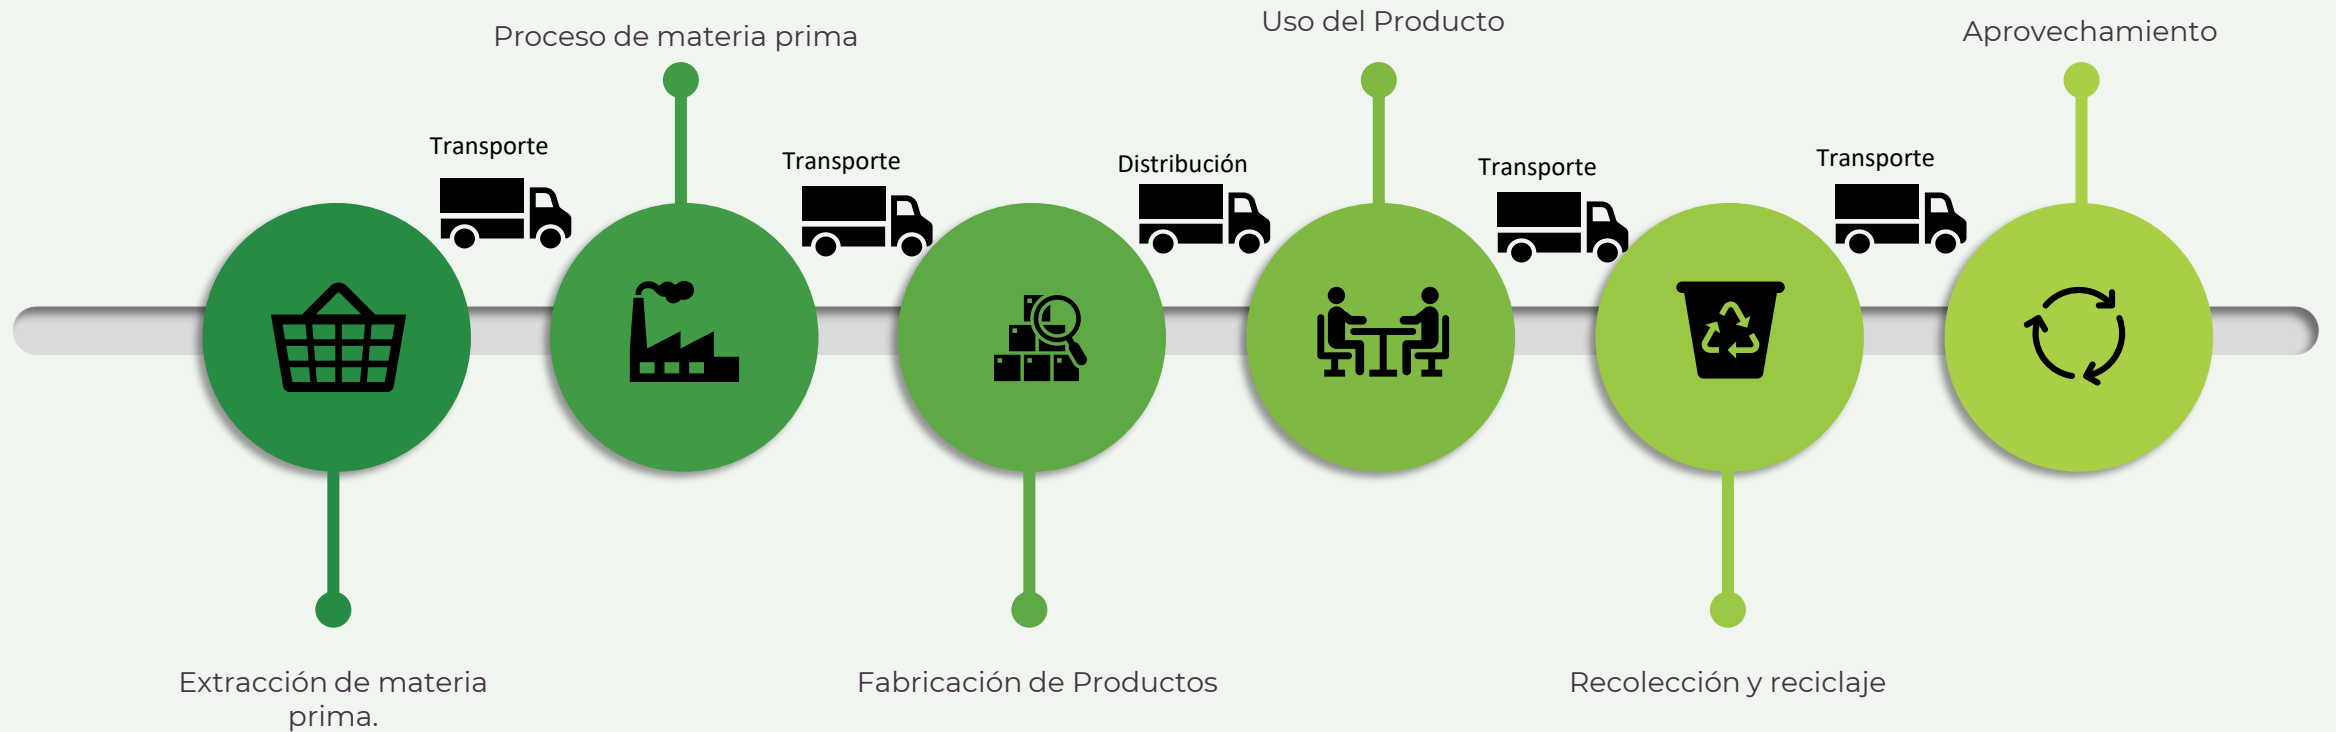 Proceso de materia prima
Uso del Producto
Aprovechamiento
Transporte
Transporte
Distribución
Transporte
Transporte
Extracción de materia
prima.
Fabricación de Productos
Recolección y reciclaje